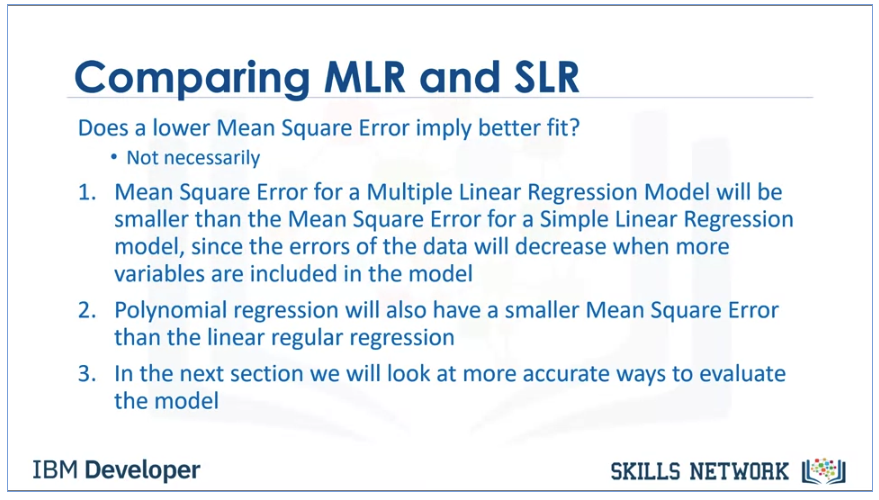 Comparing MLR and SLR
Does a lower Mean Square Error imply better fit?
• Not necessarily
1. Mean Square Error for a Multiple Linear Regression Model will be
smaller than the Mean Square Error for a Simple Linear Regression
model, since the errors of the data will decrease when more
variables are included in the model
2. Polynomial regression will also have a smaller Mean Square Error
than the linear regular regression
3. In the next section we will look at more accurate ways to evaluate
the model
IBM Developer
SKILLS NETWORK